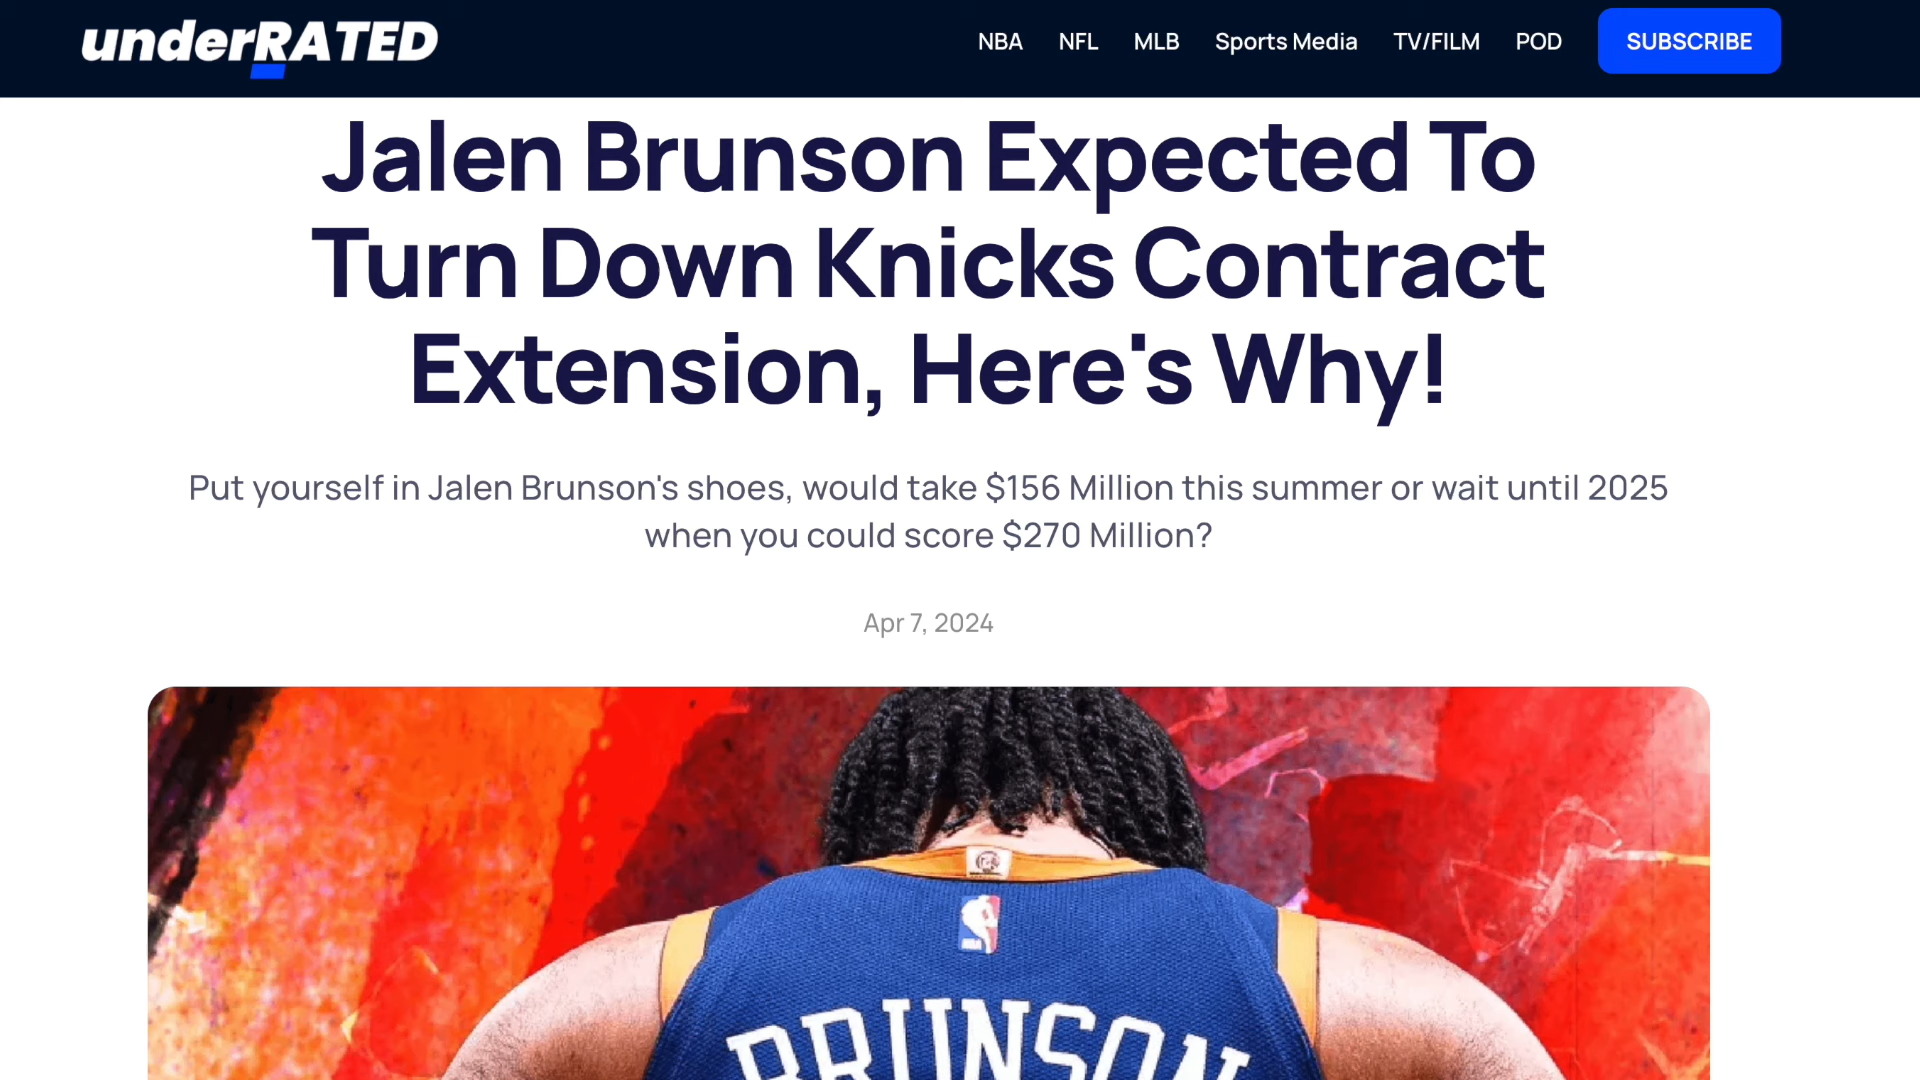 underRATED
NBA NFL MLB Sports Media TV/FILM POD SUBSCRIBE
Jalen Brunson Expected To
Turn Down Knicks Contract
Extension, Here's Why!
Put yourself in Jalen Brunson's shoes, would take $156 Million this summer or wait until 2025
when you could score $270 Million?
Apr 7, 2024
BRUNSON